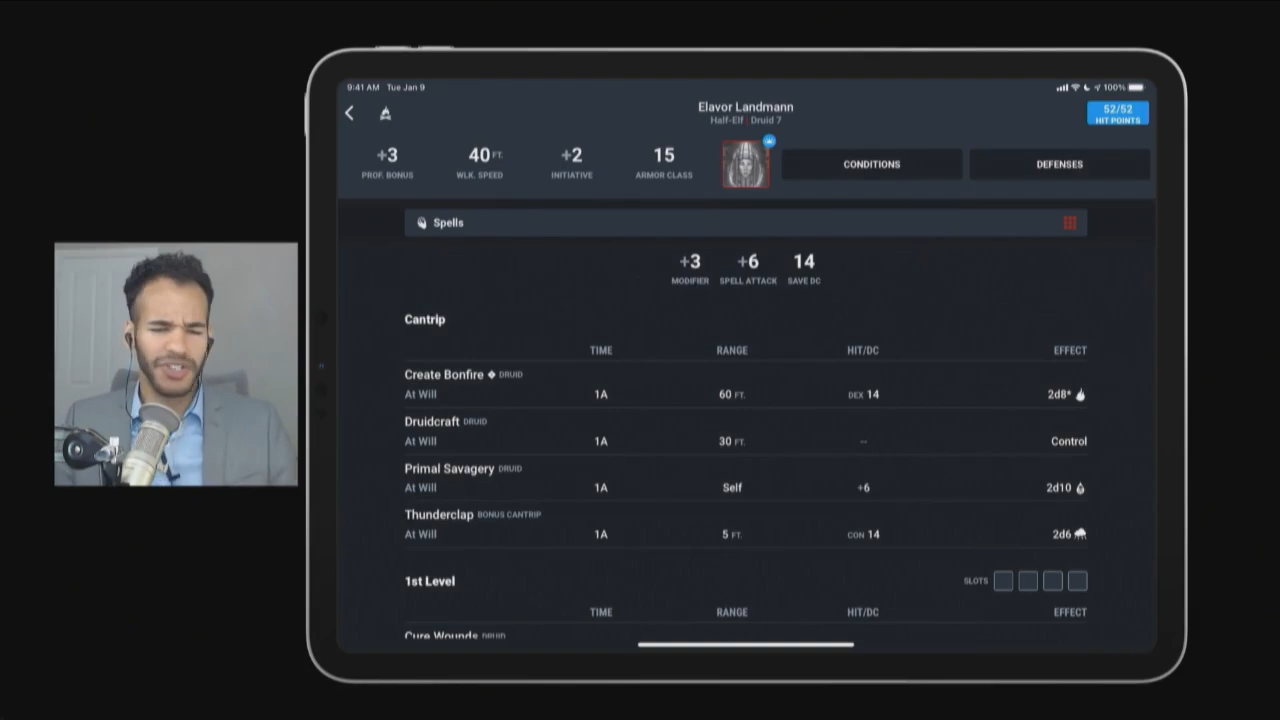 9:41 AM Tue Jan 9
100%
Elavor Landmann
Half-Elf Druid 7
52/52
HIT POINTS
+3 40 FT. +2 15
PROF. BONUS WLK. SPEED INITIATIVE ARMOR CLASS
CONDITIONS DEFENSES
Spells
+3 +6 14
MODIFIER SPELL ATTACK SAVE DC
Cantrip
TIME RANGE HIT/DC EFFECT
Create Bonfire DRUID
At Will 1A 60 FT. DEX 14 2d8*
Druidcraft DRUID
At Will 1A 30 FT. -- Control
Primal Savagery DRUID
At Will 1A Self +6 2d10
Thunderclap BONUS CANTRIP
At Will 1A 5 FT. CON 14 2d6
1st Level SLOTS
TIME RANGE HIT/DC EFFECT
Cure Wounds DRUID